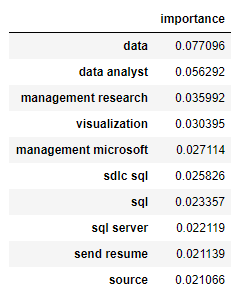 importance
data 0.077096
data analyst 0.056292
management research 0.035992
visualization 0.030395
management microsoft 0.027114
sdlc sql 0.025826
sql 0.023357
sql server 0.022119
send resume 0.021139
source 0.021066